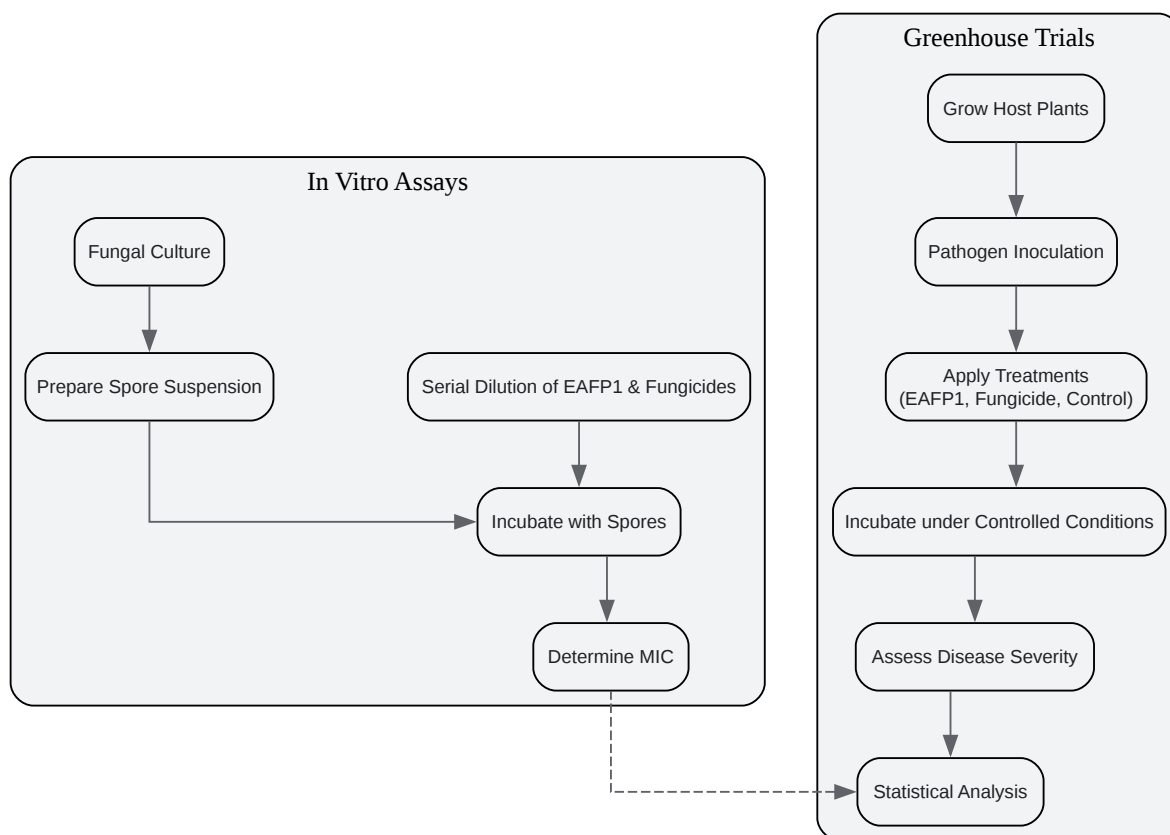 In Vitro Assays
Fungal Culture
Prepare Spore Suspension
Serial Dilution of EAFP1 & Fungicides
Incubate with Spores
Determine MIC
Greenhouse Trials
Grow Host Plants
Pathogen Inoculation
Apply Treatments
(EAFP1, Fungicide, Control)
Incubate under Controlled Conditions
Assess Disease Severity
Statistical Analysis